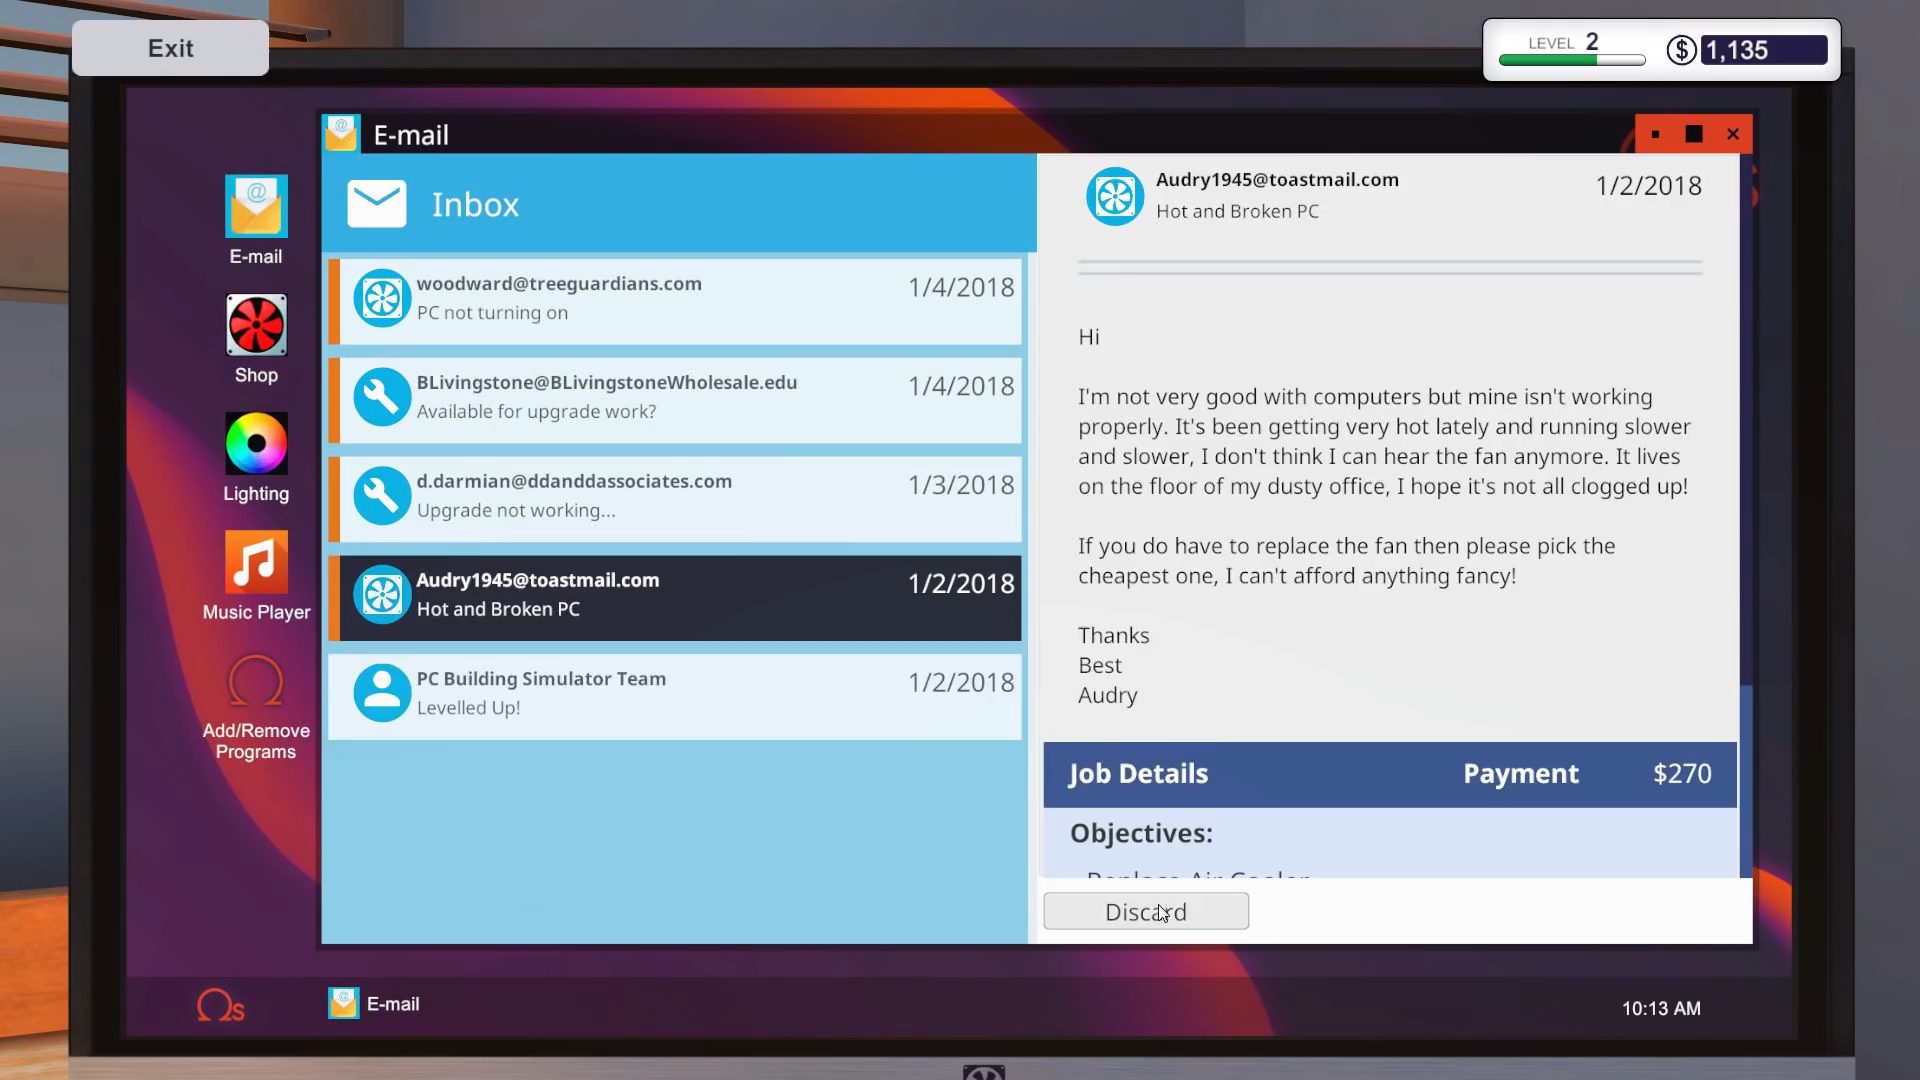 Exit
LEVEL 2
$ 1,135
E-mail
Inbox
woodward@treeguardians.com
1/4/2018
PC not turning on
BLivingstone@BLivingstoneWholesale.edu
1/4/2018
Available for upgrade work?
d.darmian@ddanddassociates.com
1/3/2018
Upgrade not working...
Audry1945@toastmail.com
1/2/2018
Hot and Broken PC
PC Building Simulator Team
1/2/2018
Levelled Up!
Audry1945@toastmail.com
1/2/2018
Hot and Broken PC
Hi
I'm not very good with computers but mine isn't working
properly. It's been getting very hot lately and running slower
and slower, I don't think I can hear the fan anymore. It lives
on the floor of my dusty office, I hope it's not all clogged up!
If you do have to replace the fan then please pick the
cheapest one, I can't afford anything fancy!
Thanks
Best
Audry
Job Details
Payment
$270
Objectives:
Replace Air Cooler
Discard
E-mail
Shop
Lighting
Music Player
Add/Remove
Programs
Ωs
E-mail
10:13 AM